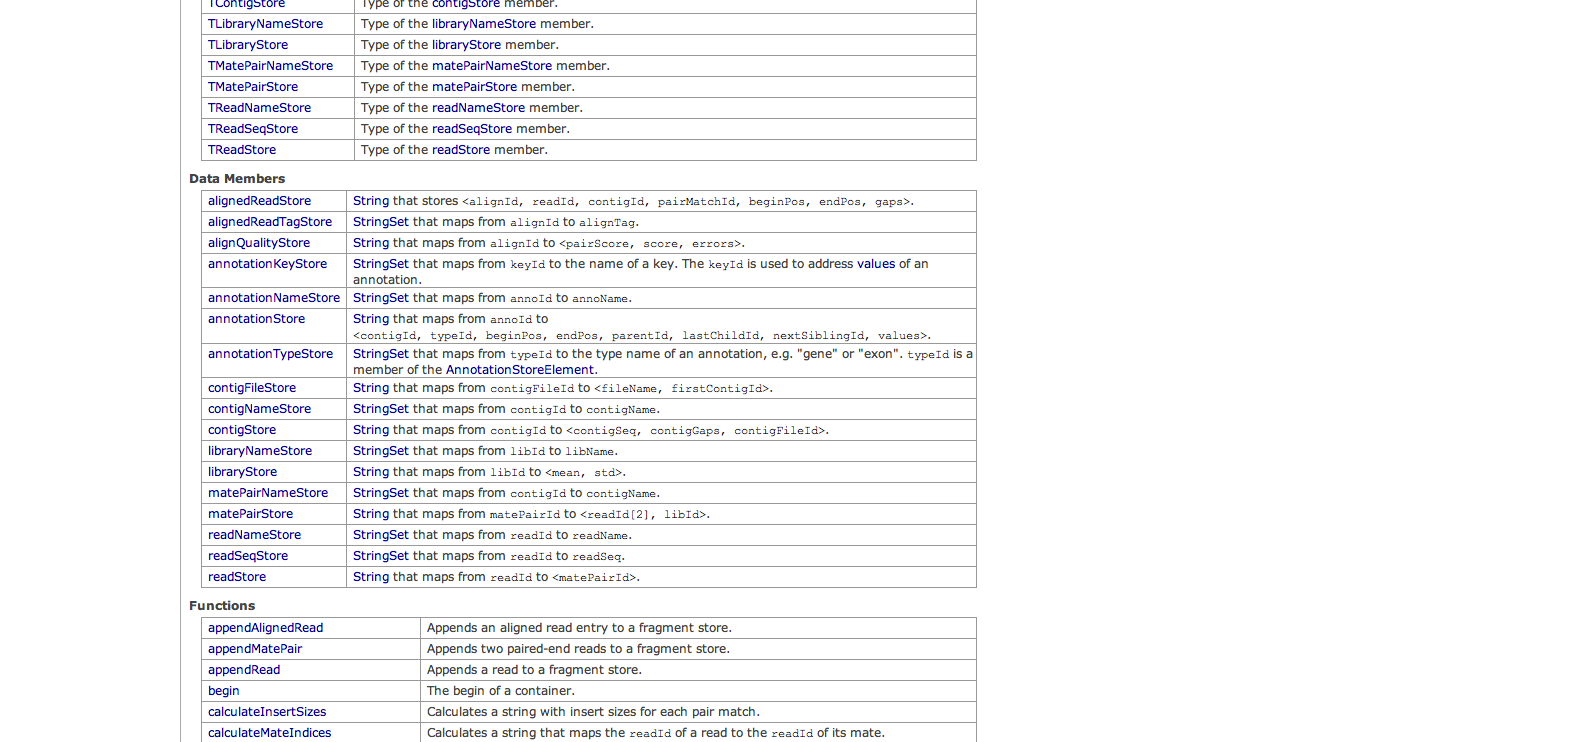 TContigStore Type of the contigStore member.
TLibraryNameStore Type of the libraryNameStore member.
TLibraryStore Type of the libraryStore member.
TMatePairNameStore Type of the matePairNameStore member.
TMatePairStore Type of the matePairStore member.
TReadNameStore Type of the readNameStore member.
TReadSeqStore Type of the readSeqStore member.
TReadStore Type of the readStore member.
Data Members
alignedReadStore String that stores <alignId, readId, contigId, pairMatchId, beginPos, endPos, gaps>.
alignedReadTagStore StringSet that maps from alignId to alignTag.
alignQualityStore String that maps from alignId to <pairScore, score, errors>.
annotationKeyStore StringSet that maps from keyId to the name of a key. The keyId is used to address values of an
annotation.
annotationNameStore StringSet that maps from annoId to annoName.
annotationStore String that maps from annoId to
<contigId, typeId, beginPos, endPos, parentId, lastChildId, nextSiblingId, values>.
annotationTypeStore StringSet that maps from typeId to the type name of an annotation, e.g. "gene" or "exon". typeId is a
member of the AnnotationStoreElement.
contigFileStore String that maps from contigFileId to <fileName, firstContigId>.
contigNameStore StringSet that maps from contigId to contigName.
contigStore String that maps from contigId to <contigSeq, contigGaps, contigFileId>.
libraryNameStore StringSet that maps from libId to libName.
libraryStore String that maps from libId to <mean, std>.
matePairNameStore StringSet that maps from contigId to contigName.
matePairStore String that maps from matePairId to <readId[2], libId>.
readNameStore StringSet that maps from readId to readName.
readSeqStore StringSet that maps from readId to readSeq.
readStore String that maps from readId to <matePairId>.
Functions
appendAlignedRead Appends an aligned read entry to a fragment store.
appendMatePair Appends two paired-end reads to a fragment store.
appendRead Appends a read to a fragment store.
begin The begin of a container.
calculateInsertSizes Calculates a string with insert sizes for each pair match.
calculateMateIndices Calculates a string that maps the readId of a read to the readId of its mate.